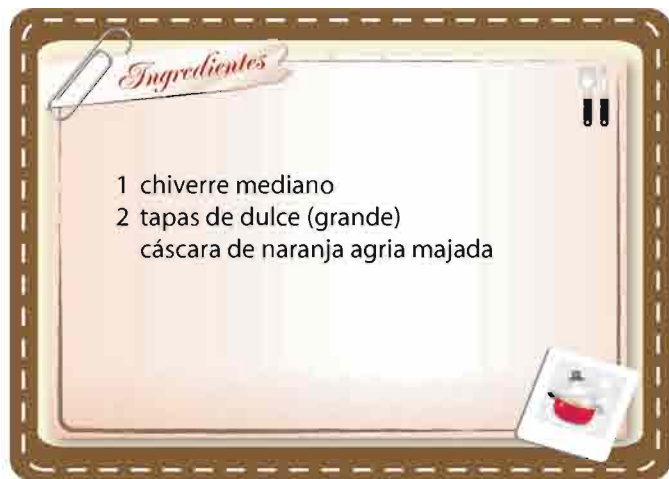 Ingredientes
1 chiverre mediano
2 tapas de dulce (grande)
cáscara de naranja agria majada